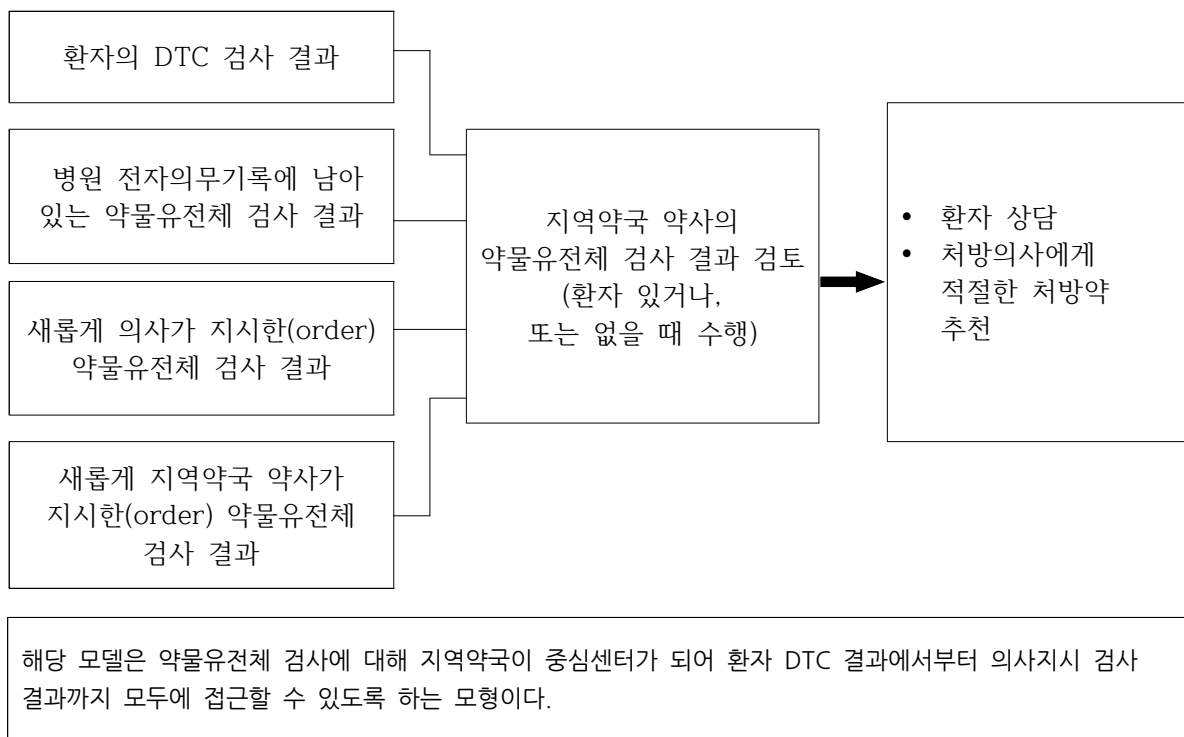 환자의 DTC 검사 결과
병원 전자의무기록에 남아
있는 약물유전체 검사 결과
새롭게 의사가 지시한(order)
약물유전체 검사 결과
새롭게 지역약국 약사가
지시한(order) 약물유전체
검사 결과
지역약국 약사의
약물유전체 검사 결과 검토
(환자 있거나,
또는 없을 때 수행)
• 환자 상담
• 처방의사에게
적절한 처방약
추천
해당 모델은 약물유전체 검사에 대해 지역약국이 중심센터가 되어 환자 DTC 결과에서부터 의사지시 검사
결과까지 모두에 접근할 수 있도록 하는 모형이다.